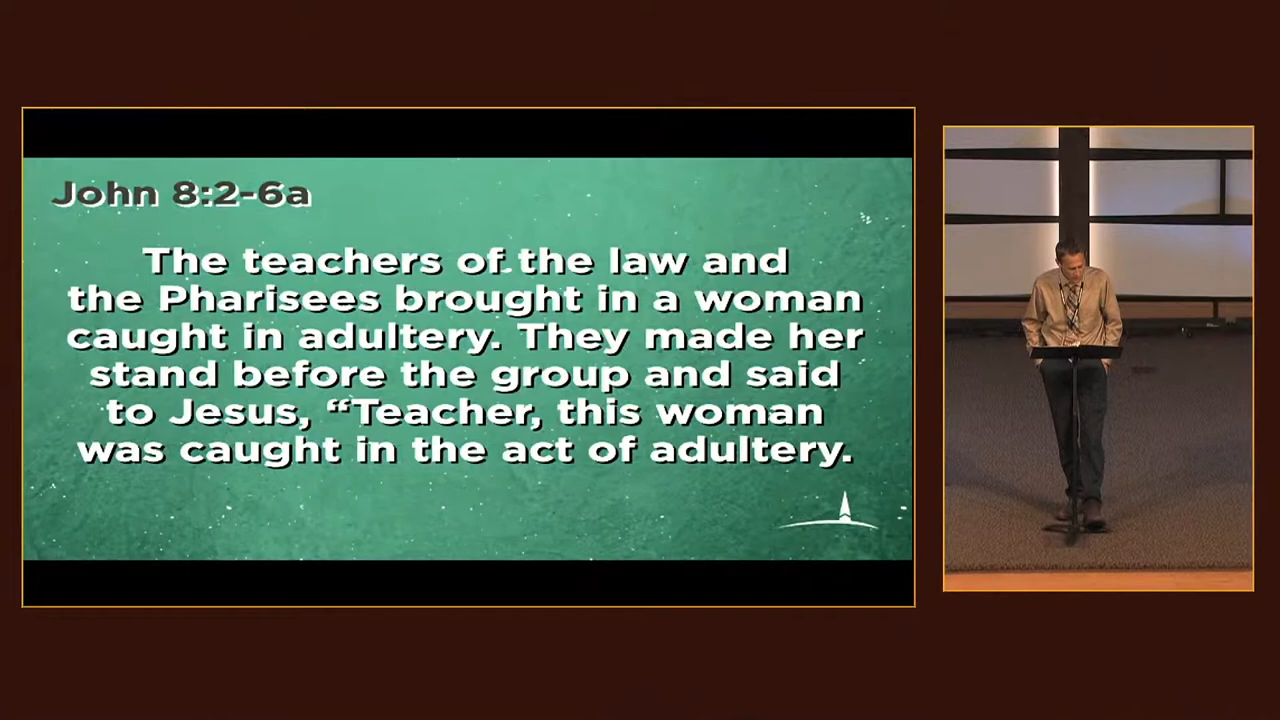 John 8:2-6a
The teachers of the law and
the Pharisees brought in a woman
caught in adultery. They made her
stand before the group and said
to Jesus, “Teacher, this woman
was caught in the act of adultery.